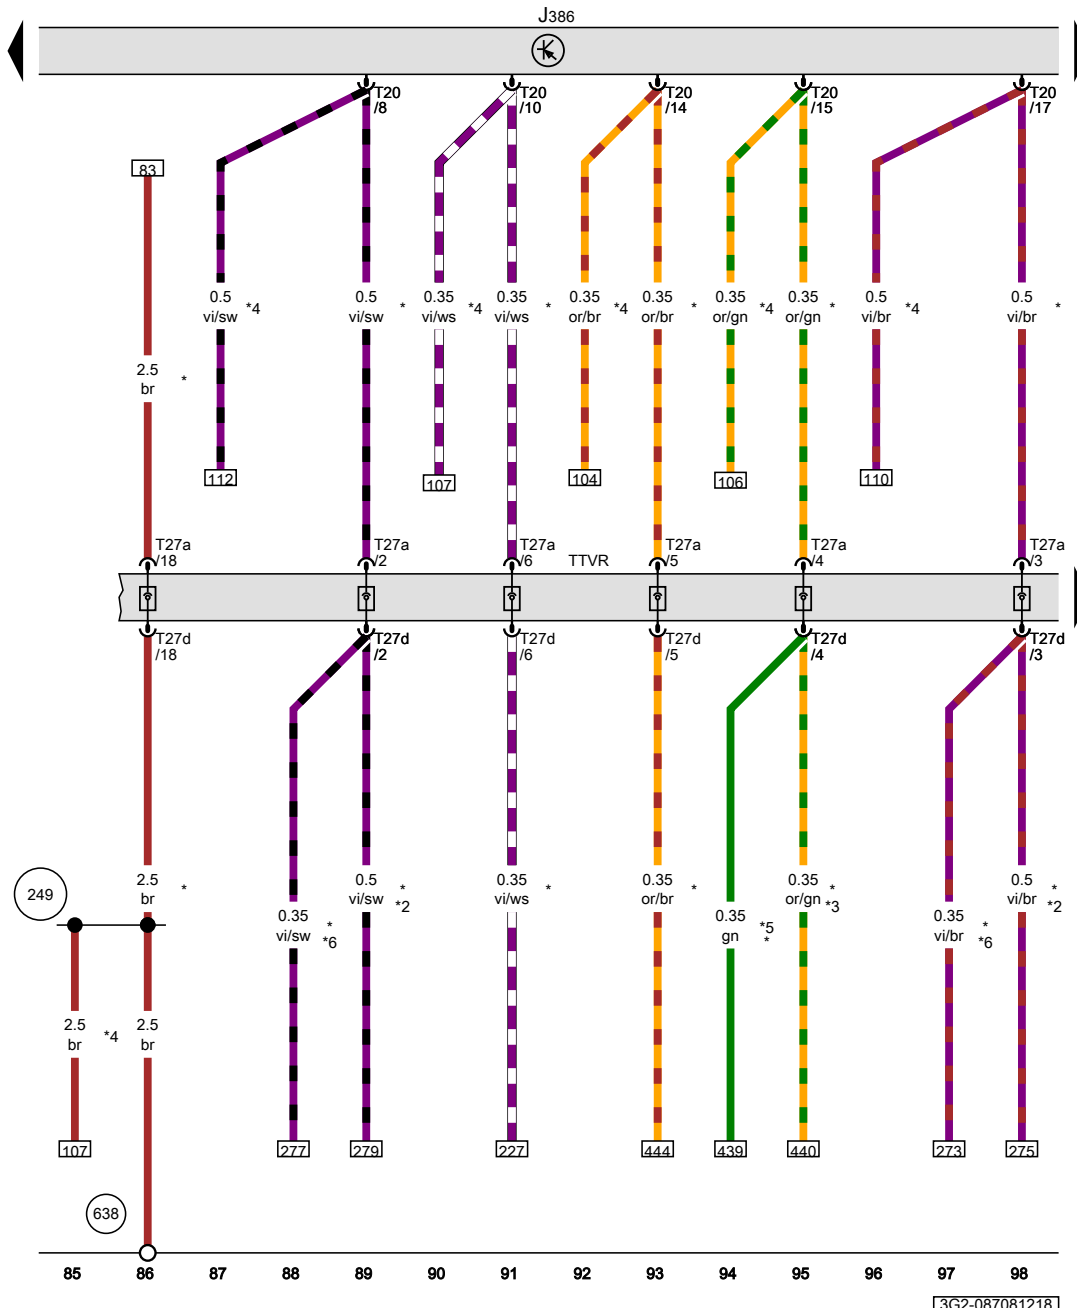 J386
T20 T20 T20 T20 T20
/8 /10 /14 /15 /17
83
0.5 0.5 0.35 0.35 0.35 0.35 0.35 0.35 0.5 0.5
vi/sw *4 vi/sw * vi/ws *4 vi/ws * or/br *4 or/br * or/gn *4 or/gn * vi/br *4 vi/br *
2.5
br *
112 107 104 106 110
T27a T27a T27a T27a T27a T27a
/18 /2 /6 TTVR /5 /4 /3
T27d T27d T27d T27d T27d T27d
/18 /2 /6 /5 /4 /3
249
2.5 0.5 0.35 0.35 0.35 0.5
br * vi/sw * *2 vi/ws * or/br * or/gn * *3 vi/br * *2
0.35 0.35 0.35
vi/sw * *6 gn *5 * vi/br * *6
2.5 2.5
br *4 br
107 277 279 227 444 439 440 273 275
638
85 86 87 88 89 90 91 92 93 94 95 96 97 98
3G2-087081218